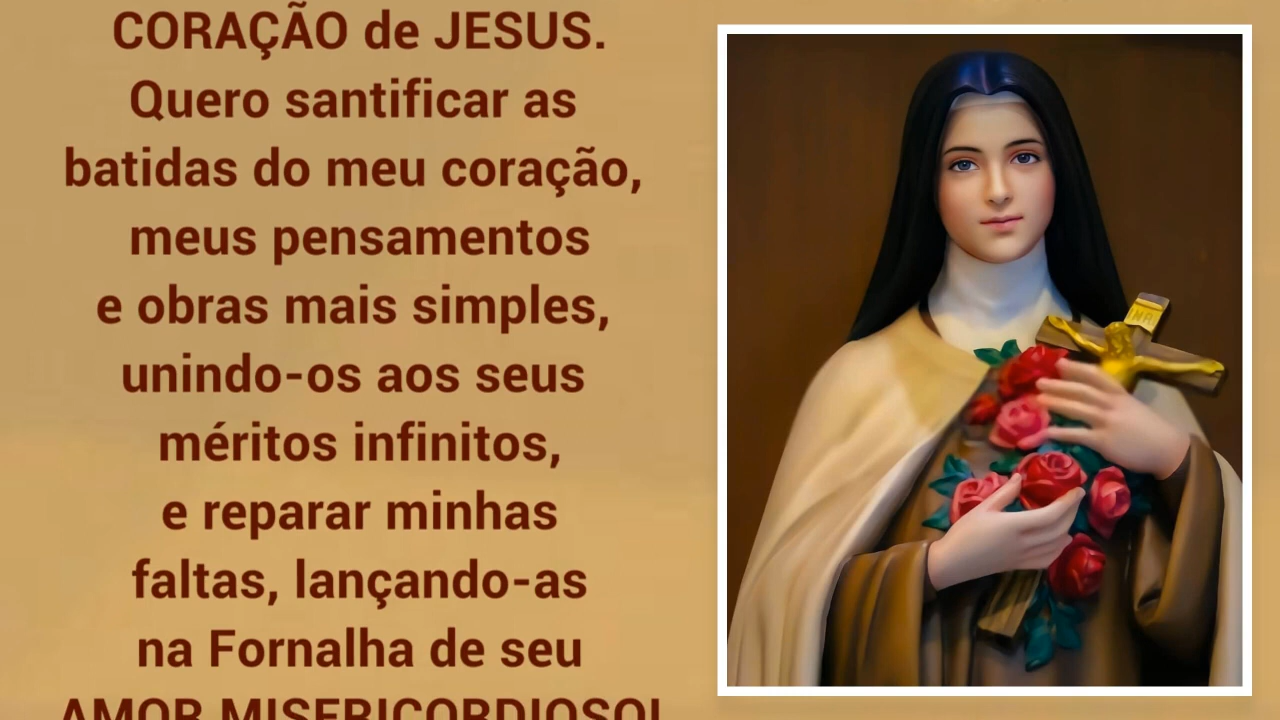 CORAÇÃO de JESUS.
Quero santificar as
batidas do meu coração,
meus pensamentos
e obras mais simples,
unindo-os aos seus
méritos infinitos,
e reparar minhas
faltas, lançando-as
na Fornalha de seu
AMOR MISERICORDIOSO!
INRI